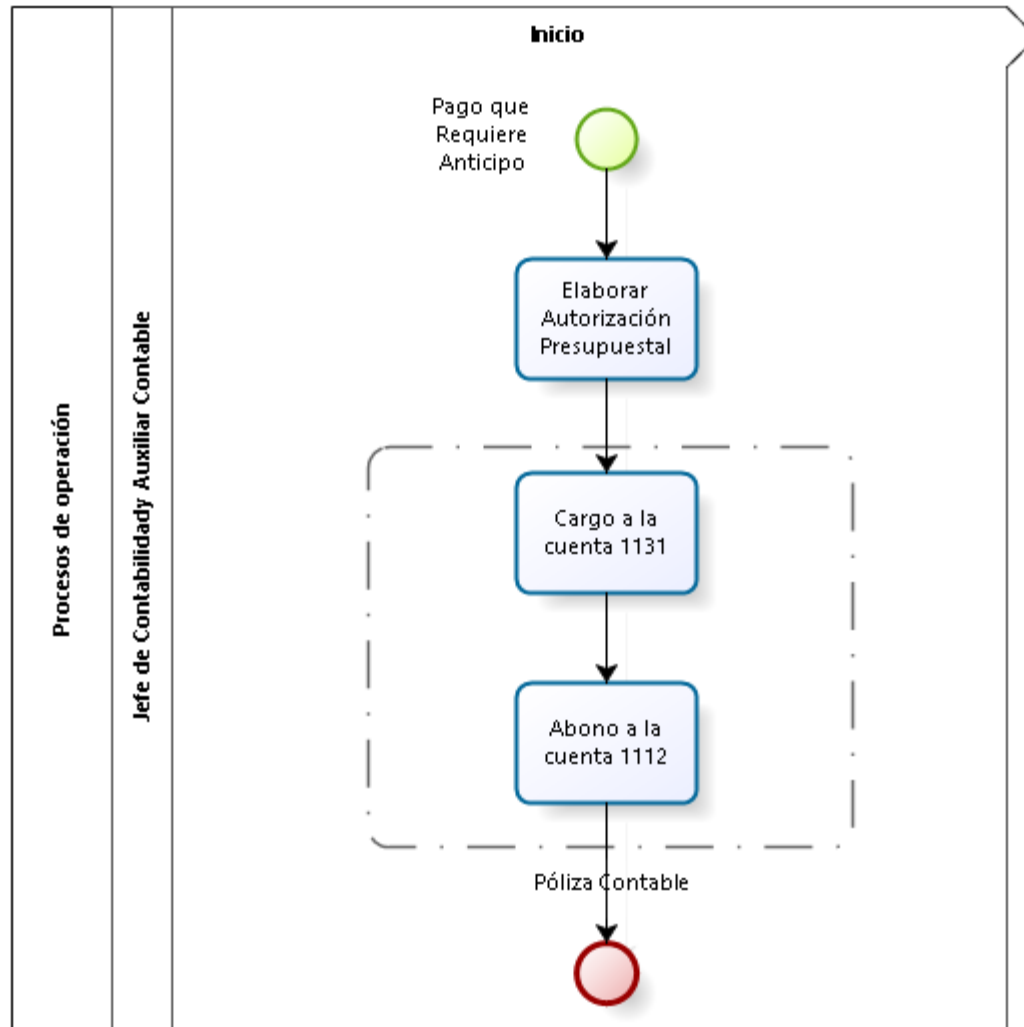 Inicio
Pago que
Requiere
Anticipo
Elaborar
Autorización
Presupuestal
Procesos de operación
Jefe de Contabilidady Auxiliar Contable
Cargo a la
cuenta 1131
Abono a la
cuenta 1112
Póliza Contable